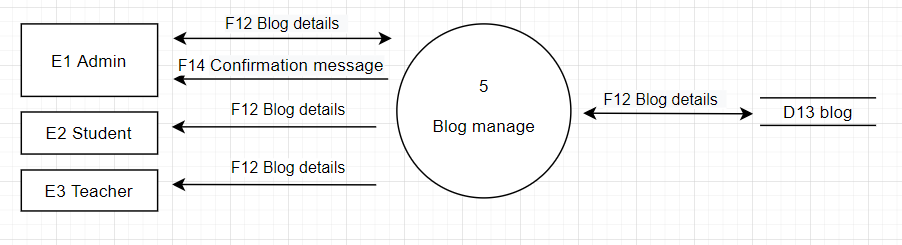 F12 Blog details
E1 Admin
F14 Confirmation message
5
F12 Blog details
F12 Blog details
D13 blog
E2 Student
Blog manage
F12 Blog details
E3 Teacher